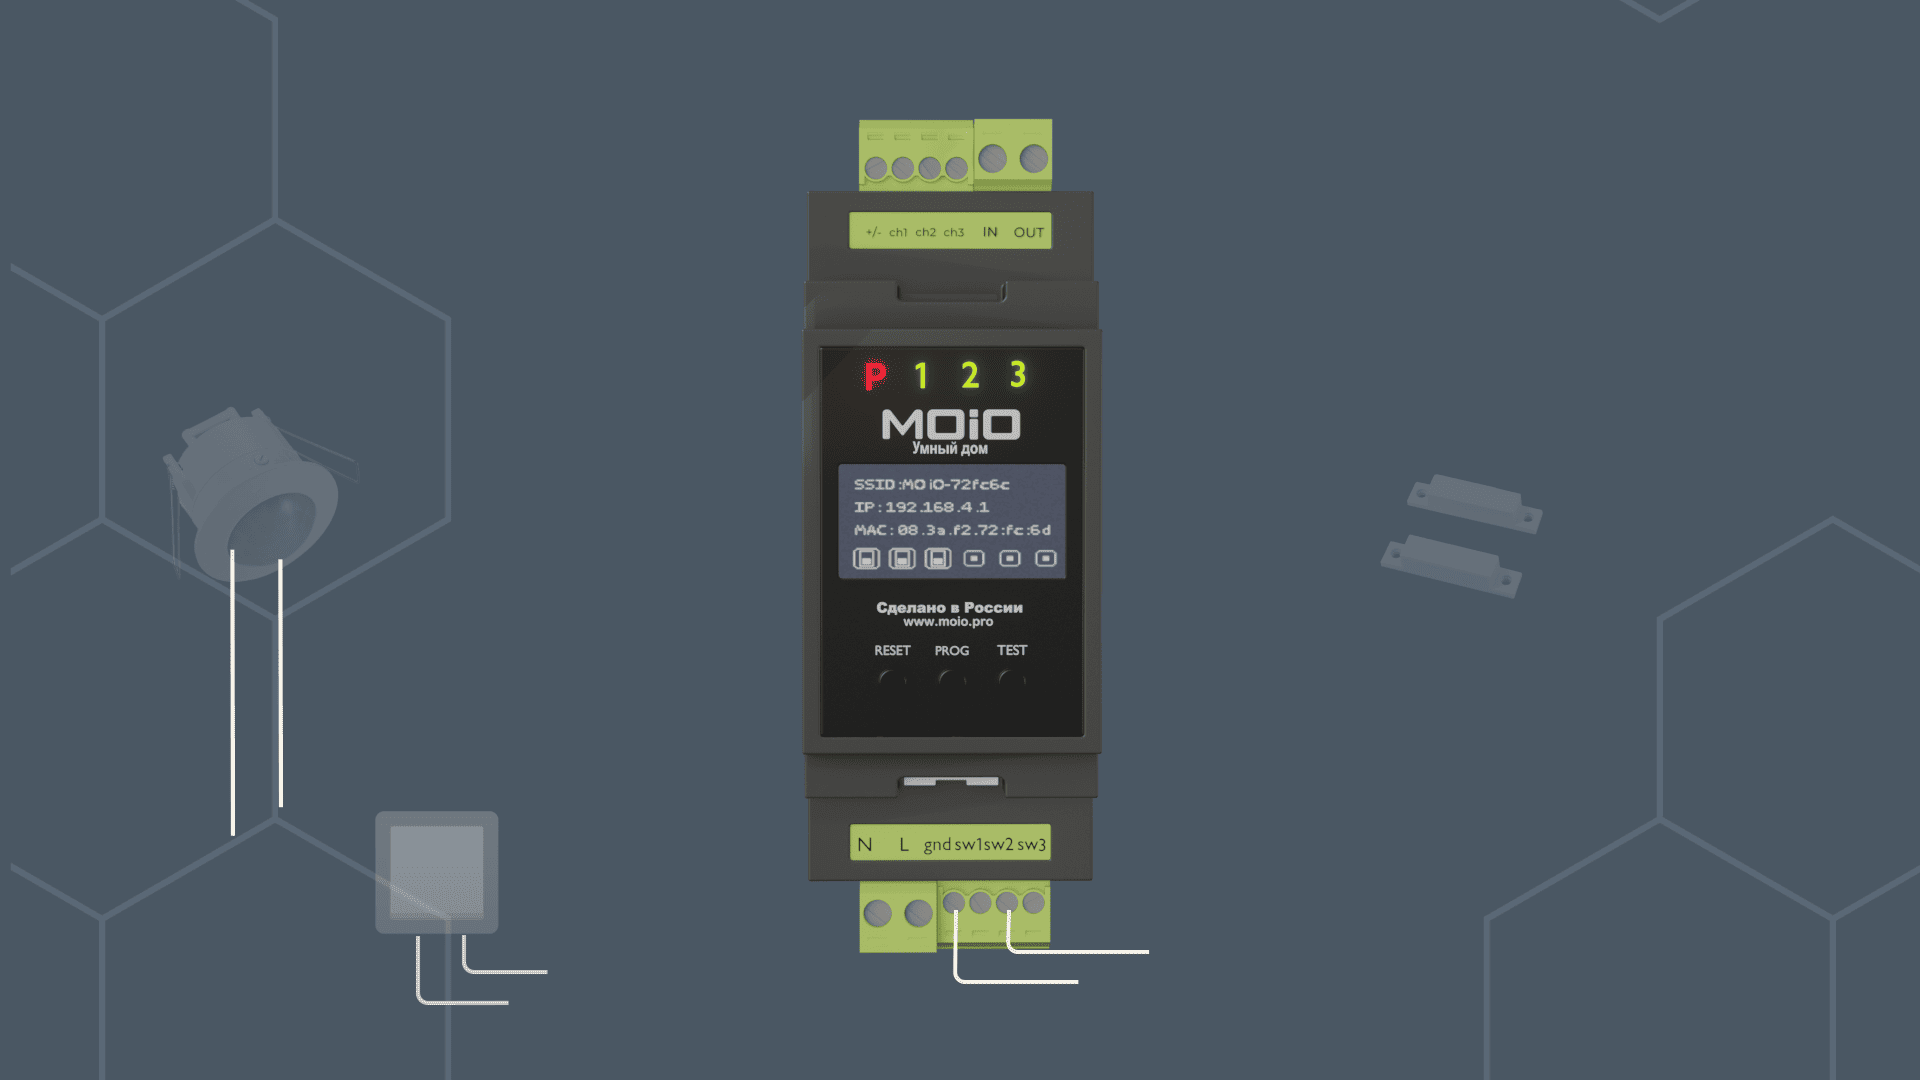 +/- ch1 ch2 ch3 IN OUT
P 1 2 3
MOiO
Умный дом
SSID:MOiO-72fc6c
IP:192.168.4.1
MAC:08.3a.f2.72:fc:6d
Сделано в России
www.moio.pro
RESET PROG TEST
N L gnd sw1 sw2 sw3